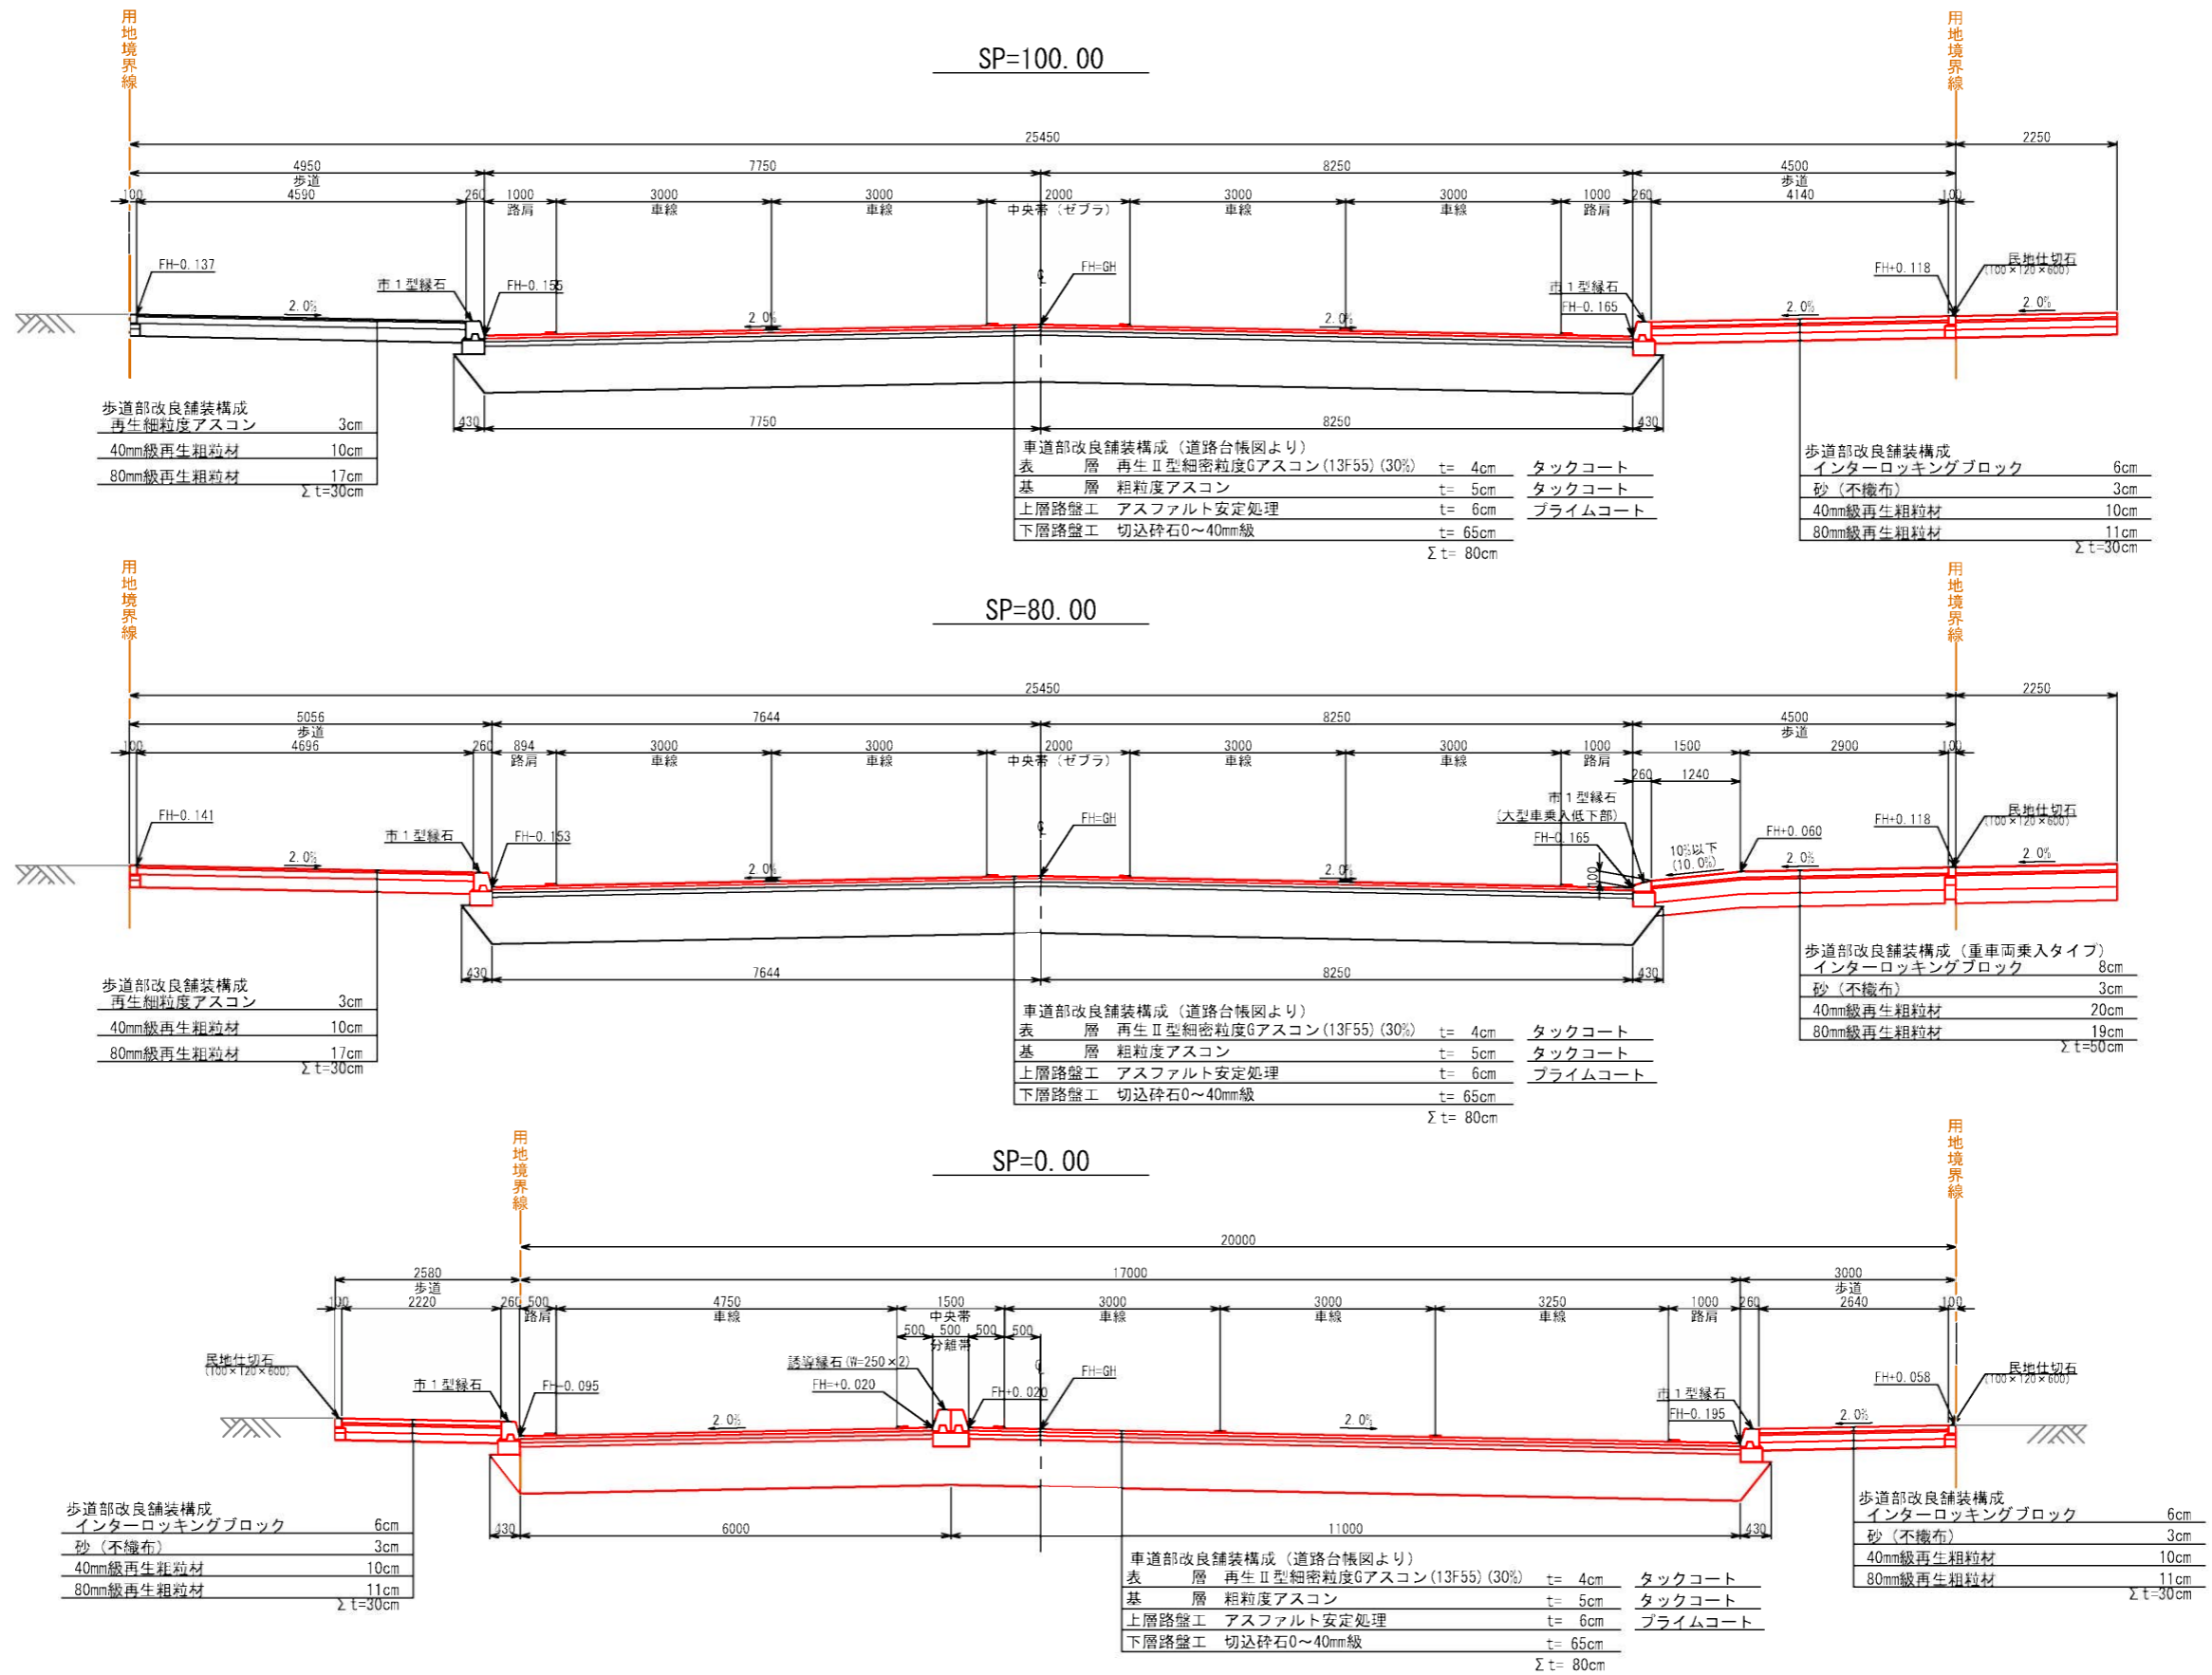 用地境界線
用地境界線
SP=100.00
25450
2250
4950
歩道
7750
8250
4500
歩道
100
4590
260
1000
路肩
3000
車線
3000
車線
2000
中央帯(ゼブラ)
3000
車線
3000
車線
1000
路肩
260
4140
100
FH-0.137
市1型縁石
FH-0.155
FH=GH
市1型縁石
FH-0.165
FH+0.118
民地仕切石
(100×120×600)
2.0%
2.0%
2.0%
2.0%
2.0%
430
7750
8250
430
歩道部改良舗装構成
再生細粒度アスコン 3cm
40mm級再生粗粒材 10cm
80mm級再生粗粒材 17cm
Σt=30cm
車道部改良舗装構成(道路台帳図より)
表 層 再生Ⅱ型細密粒度Gアスコン(13F55)(30%) t= 4cm タックコート
基 層 粗粒度アスコン t= 5cm タックコート
上層路盤工 アスファルト安定処理 t= 6cm プライムコート
下層路盤工 切込砕石0~40mm級 t= 65cm
Σt= 80cm
歩道部改良舗装構成
インターロッキングブロック 6cm
砂(不織布) 3cm
40mm級再生粗粒材 10cm
80mm級再生粗粒材 11cm
Σt=30cm
用地境界線
用地境界線
SP=80.00
25450
2250
5056
歩道
7644
8250
4500
歩道
100
4696
260
894
路肩
3000
車線
3000
車線
2000
中央帯(ゼブラ)
3000
車線
3000
車線
1000
路肩
1500
2900
100
260
1240
FH-0.141
市1型縁石
FH-0.153
FH=GH
市1型縁石
(大型車乗入低下部)
FH-0.165
100
10%以下
(10.0%)
FH+0.060
FH+0.118
民地仕切石
(100×120×600)
2.0%
2.0%
2.0%
2.0%
2.0%
430
7644
8250
430
歩道部改良舗装構成
再生細粒度アスコン 3cm
40mm級再生粗粒材 10cm
80mm級再生粗粒材 17cm
Σt=30cm
車道部改良舗装構成(道路台帳図より)
表 層 再生Ⅱ型細密粒度Gアスコン(13F55)(30%) t= 4cm タックコート
基 層 粗粒度アスコン t= 5cm タックコート
上層路盤工 アスファルト安定処理 t= 6cm プライムコート
下層路盤工 切込砕石0~40mm級 t= 65cm
Σt= 80cm
歩道部改良舗装構成(重車両乗入タイプ)
インターロッキングブロック 8cm
砂(不織布) 3cm
40mm級再生粗粒材 20cm
80mm級再生粗粒材 19cm
Σt=50cm
用地境界線
用地境界線
SP=0.00
20000
2580
歩道
17000
3000
歩道
100
2220
260
500
路肩
4750
車線
1500
中央帯
3000
車線
3000
車線
3250
車線
1000
路肩
260
2640
100
500
500
分離帯
500
500
民地仕切石
(100×120×600)
市1型縁石
FH-0.095
誘導縁石(W=250×2)
FH=+0.020
FH+0.020
FH=GH
市1型縁石
FH-0.195
FH+0.058
民地仕切石
(100×120×600)
2.0%
2.0%
2.0%
430
6000
11000
430
歩道部改良舗装構成
インターロッキングブロック 6cm
砂(不織布) 3cm
40mm級再生粗粒材 10cm
80mm級再生粗粒材 11cm
Σt=30cm
車道部改良舗装構成(道路台帳図より)
表 層 再生Ⅱ型細密粒度Gアスコン(13F55)(30%) t= 4cm タックコート
基 層 粗粒度アスコン t= 5cm タックコート
上層路盤工 アスファルト安定処理 t= 6cm プライムコート
下層路盤工 切込砕石0~40mm級 t= 65cm
Σt= 80cm
歩道部改良舗装構成
インターロッキングブロック 6cm
砂(不織布) 3cm
40mm級再生粗粒材 10cm
80mm級再生粗粒材 11cm
Σt=30cm